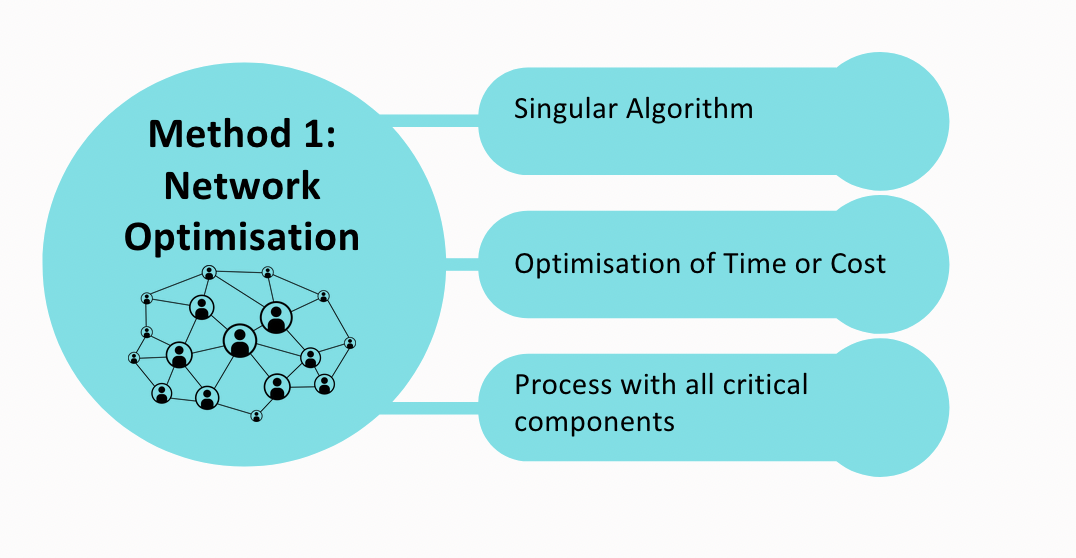 Method 1:
Network
Optimisation
Singular Algorithm
Optimisation of Time or Cost
Process with all critical
components